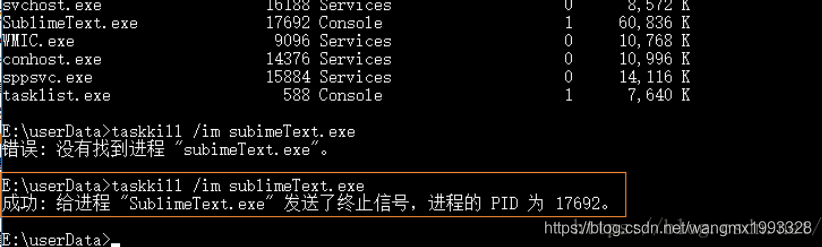 svchost.exe 16188 Services 0 8,572 K
SublimeText.exe 17692 Console 1 60,836 K
WMIC.exe 9096 Services 0 10,768 K
conhost.exe 14376 Services 0 10,996 K
sppsvc.exe 15884 Services 0 14,116 K
tasklist.exe 588 Console 1 7,640 K
E:\userData>taskkill /im subimeText.exe
错误: 没有找到进程 "subimeText.exe"。
E:\userData>taskkill /im sublimeText.exe
成功: 给进程 "SublimeText.exe" 发送了终止信号，进程的 PID 为 17692。
https://blog.csdn.net/wangmx1993328
E:\userData>